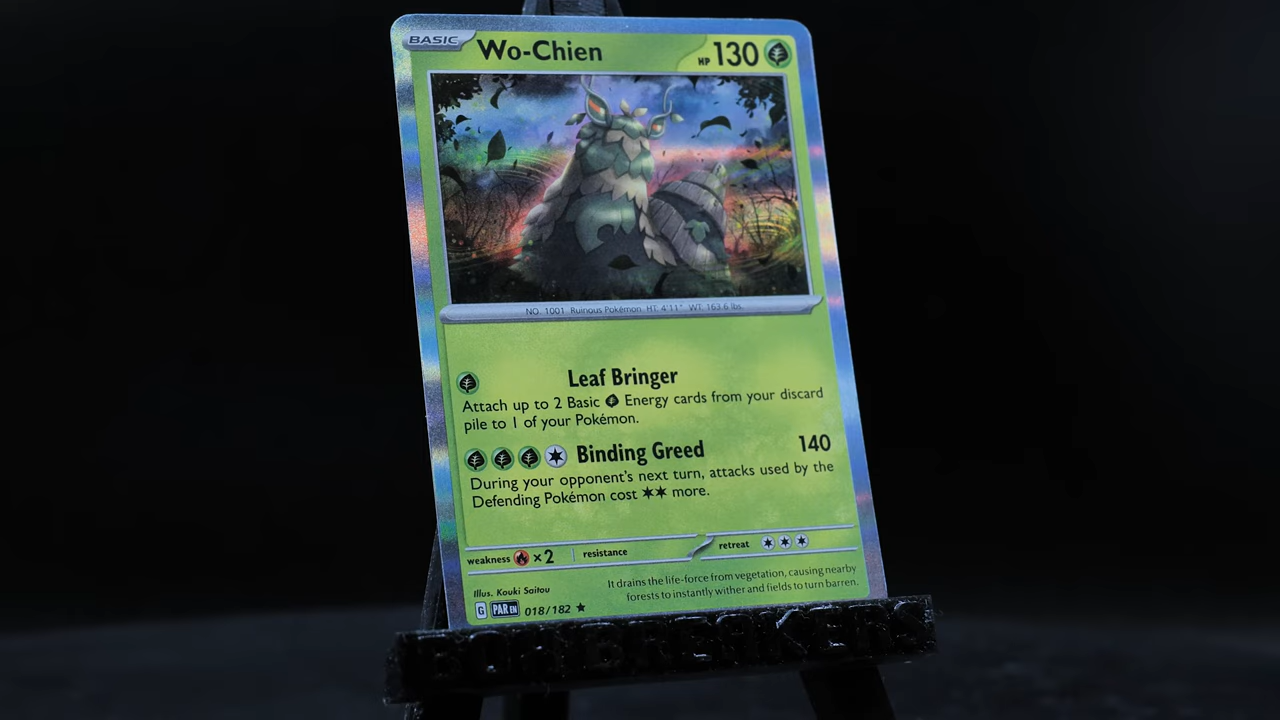 BASIC Wo-Chien HP 130
NO. 1001 Ruinous Pokémon HT: 4'11" WT: 163.6 lbs.
Leaf Bringer
Attach up to 2 Basic Energy cards from your discard
pile to 1 of your Pokémon.
Binding Greed 140
During your opponent's next turn, attacks used by the
Defending Pokémon cost ✶✶ more.
weakness ×2 resistance retreat
Illus. Kouki Saitou
It drains the life-force from vegetation, causing nearby
forests to instantly wither and fields to turn barren.
G PAR EN 018/182 ★
BOX BREAKERS